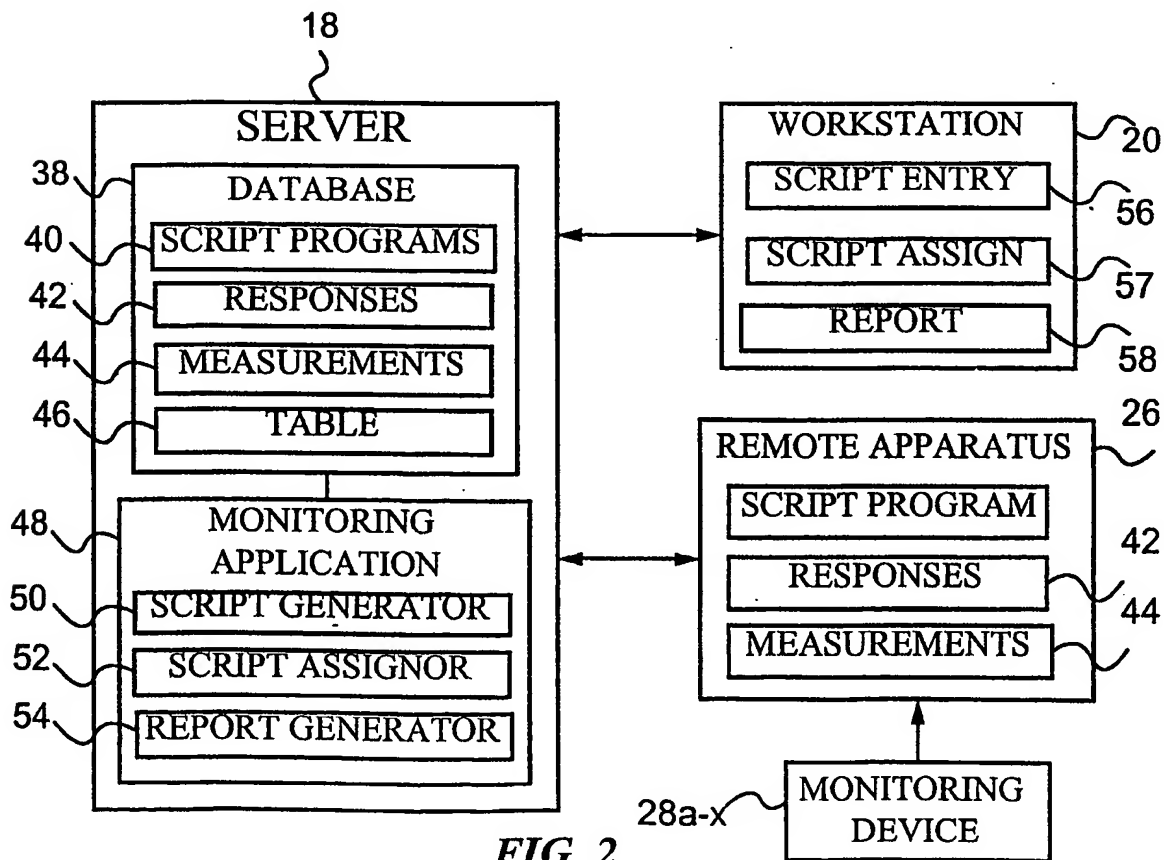 18
SERVER
38
DATABASE
40
SCRIPT PROGRAMS
42
RESPONSES
44
MEASUREMENTS
46
TABLE
48
MONITORING
APPLICATION
50
SCRIPT GENERATOR
52
SCRIPT ASSIGNOR
54
REPORT GENERATOR
WORKSTATION
20
SCRIPT ENTRY
56
SCRIPT ASSIGN
57
REPORT
58
26
REMOTE APPARATUS
SCRIPT PROGRAM
42
RESPONSES
44
MEASUREMENTS
28a-x
MONITORING
DEVICE
FIG. 2